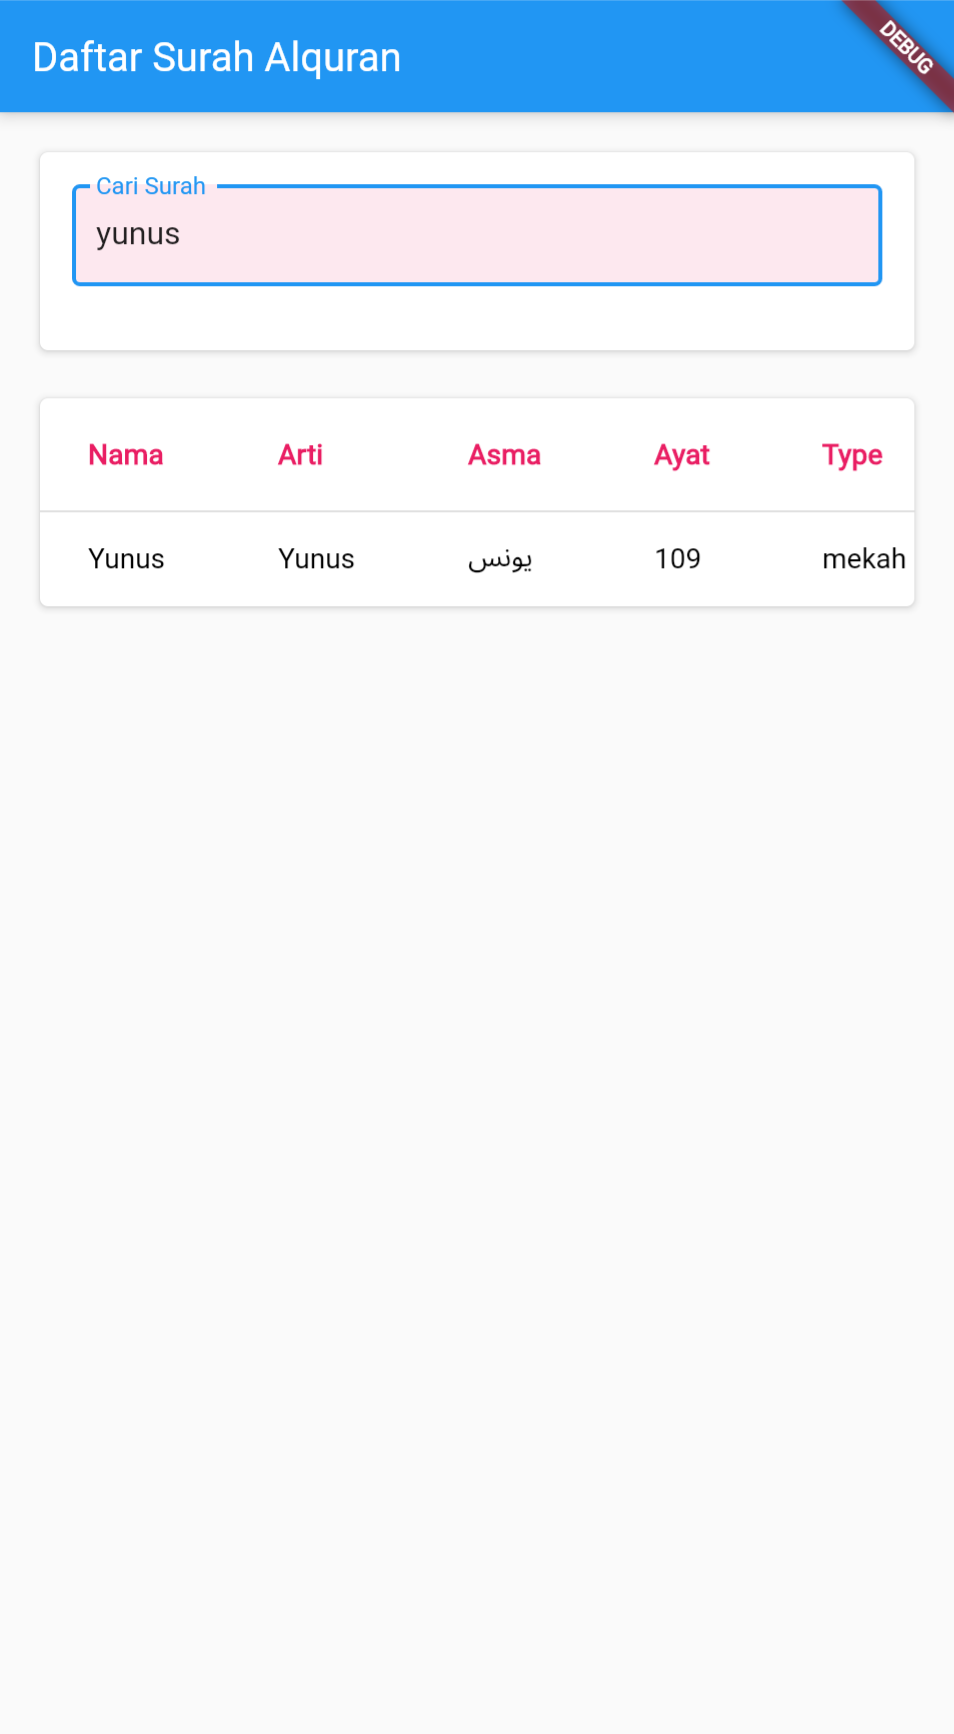 Daftar Surah Alquran
DEBUG
Cari Surah
yunus
Nama Arti Asma Ayat Type
Yunus Yunus يونس 109 mekah